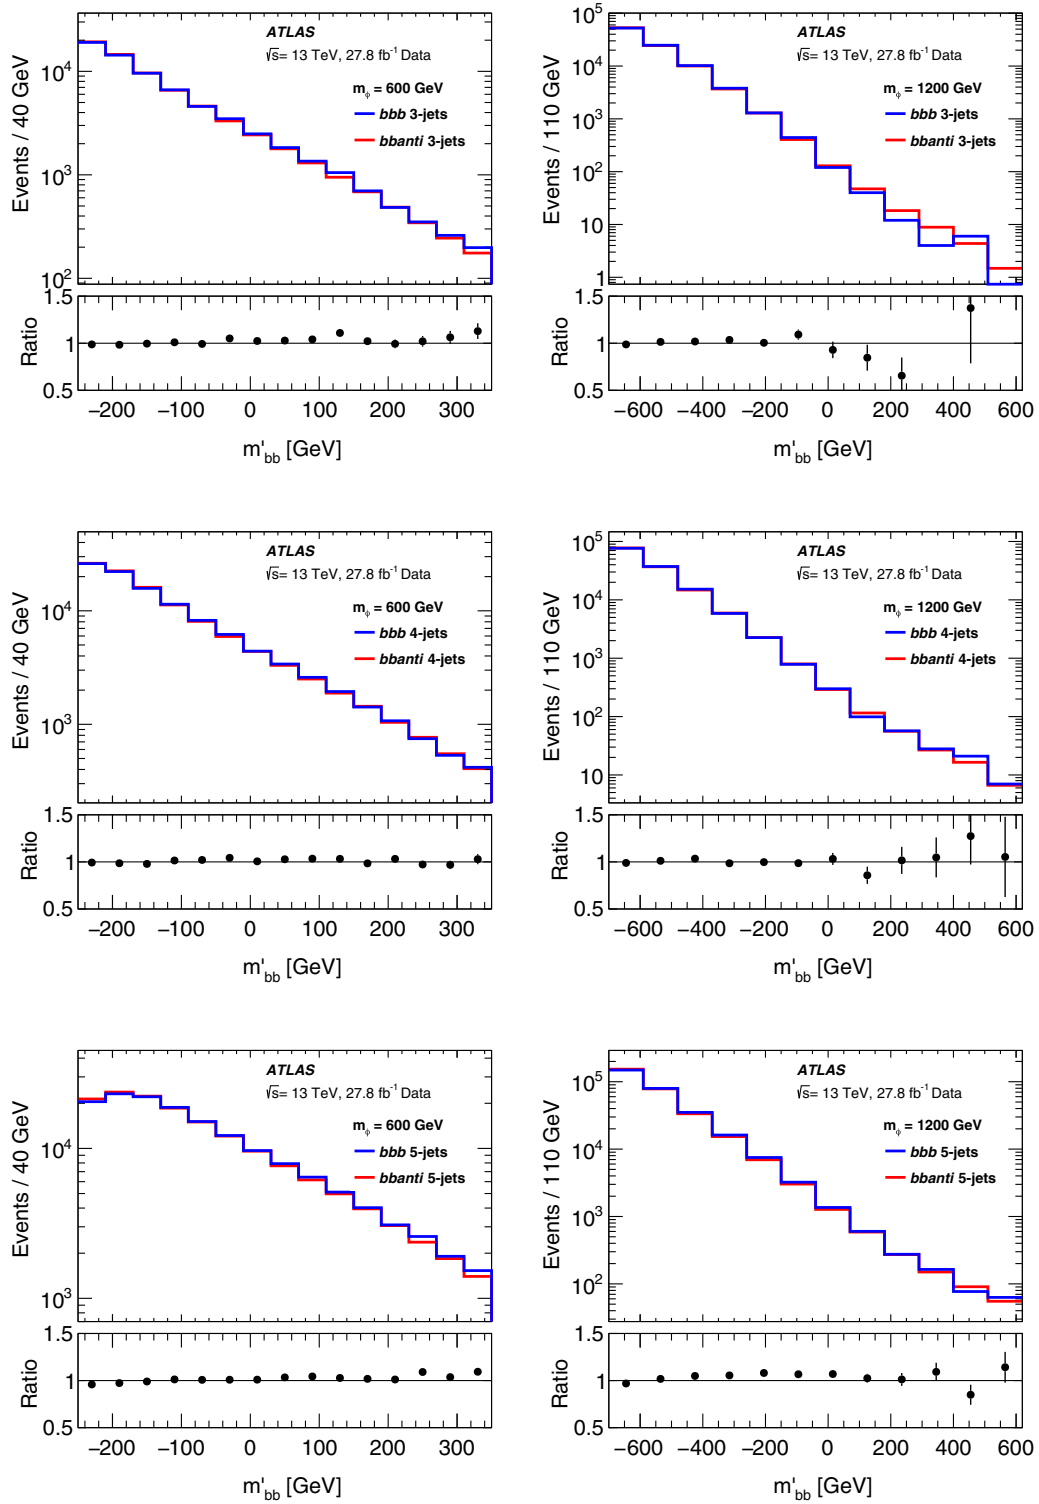 ATLAS
√s= 13 TeV, 27.8 fb⁻¹ Data
m_ϕ = 600 GeV
bbb 3-jets
bbanti 3-jets
Events / 40 GeV
10⁴
10³
10²
Ratio
1.5
1
0.5
−200 −100 0 100 200 300
m'_bb [GeV]
ATLAS
√s= 13 TeV, 27.8 fb⁻¹ Data
m_ϕ = 1200 GeV
bbb 3-jets
bbanti 3-jets
Events / 110 GeV
10⁵
10⁴
10³
10²
10
1
Ratio
1.5
1
0.5
−600 −400 −200 0 200 400 600
m'_bb [GeV]
ATLAS
√s= 13 TeV, 27.8 fb⁻¹ Data
m_ϕ = 600 GeV
bbb 4-jets
bbanti 4-jets
Events / 40 GeV
10⁴
10³
Ratio
1.5
1
0.5
−200 −100 0 100 200 300
m'_bb [GeV]
ATLAS
√s= 13 TeV, 27.8 fb⁻¹ Data
m_ϕ = 1200 GeV
bbb 4-jets
bbanti 4-jets
Events / 110 GeV
10⁵
10⁴
10³
10²
10
Ratio
1.5
1
0.5
−600 −400 −200 0 200 400 600
m'_bb [GeV]
ATLAS
√s= 13 TeV, 27.8 fb⁻¹ Data
m_ϕ = 600 GeV
bbb 5-jets
bbanti 5-jets
Events / 40 GeV
10⁴
10³
Ratio
1.5
1
0.5
−200 −100 0 100 200 300
m'_bb [GeV]
ATLAS
√s= 13 TeV, 27.8 fb⁻¹ Data
m_ϕ = 1200 GeV
bbb 5-jets
bbanti 5-jets
Events / 110 GeV
10⁵
10⁴
10³
10²
Ratio
1.5
1
0.5
−600 −400 −200 0 200 400 600
m'_bb [GeV]